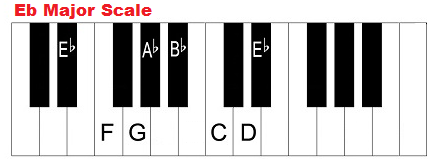 Eb Major Scale
E♭ A♭ B♭ E♭
F G C D